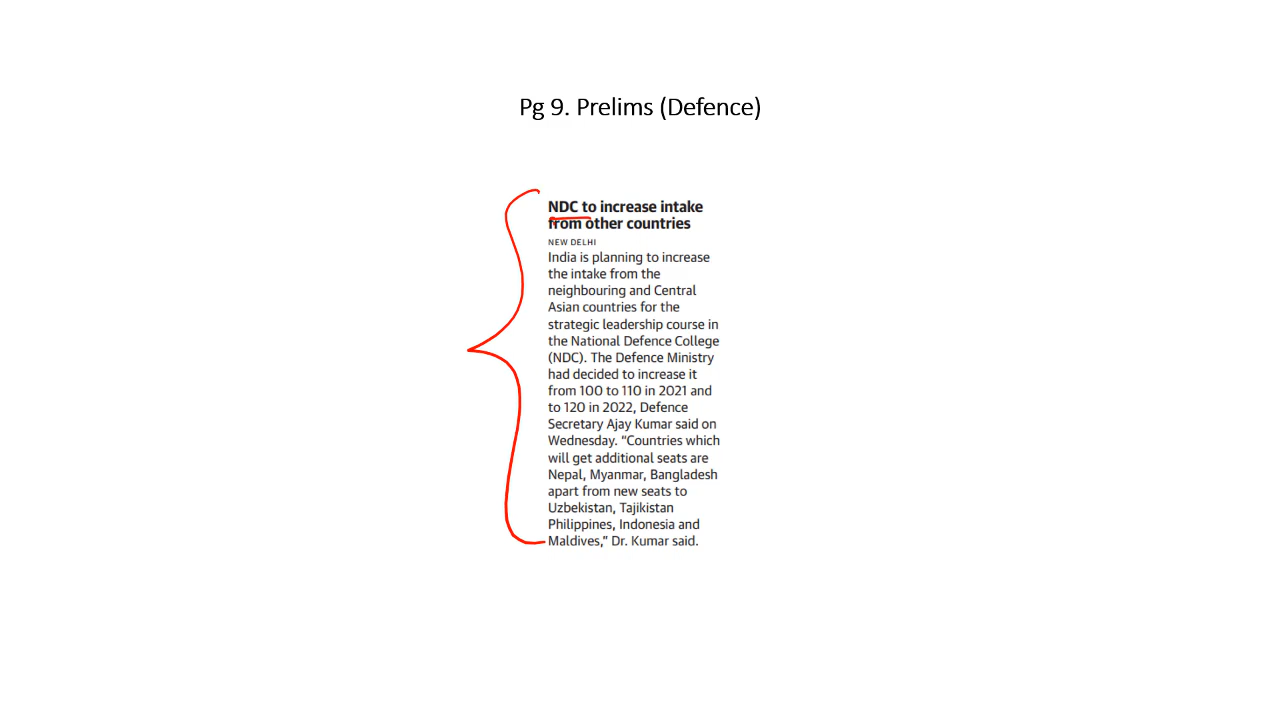 Pg 9. Prelims (Defence)
NDC to increase intake
from other countries
NEW DELHI
India is planning to increase
the intake from the
neighbouring and Central
Asian countries for the
strategic leadership course in
the National Defence College
(NDC). The Defence Ministry
had decided to increase it
from 100 to 110 in 2021 and
to 120 in 2022, Defence
Secretary Ajay Kumar said on
Wednesday. “Countries which
will get additional seats are
Nepal, Myanmar, Bangladesh
apart from new seats to
Uzbekistan, Tajikistan
Philippines, Indonesia and
Maldives,” Dr. Kumar said.